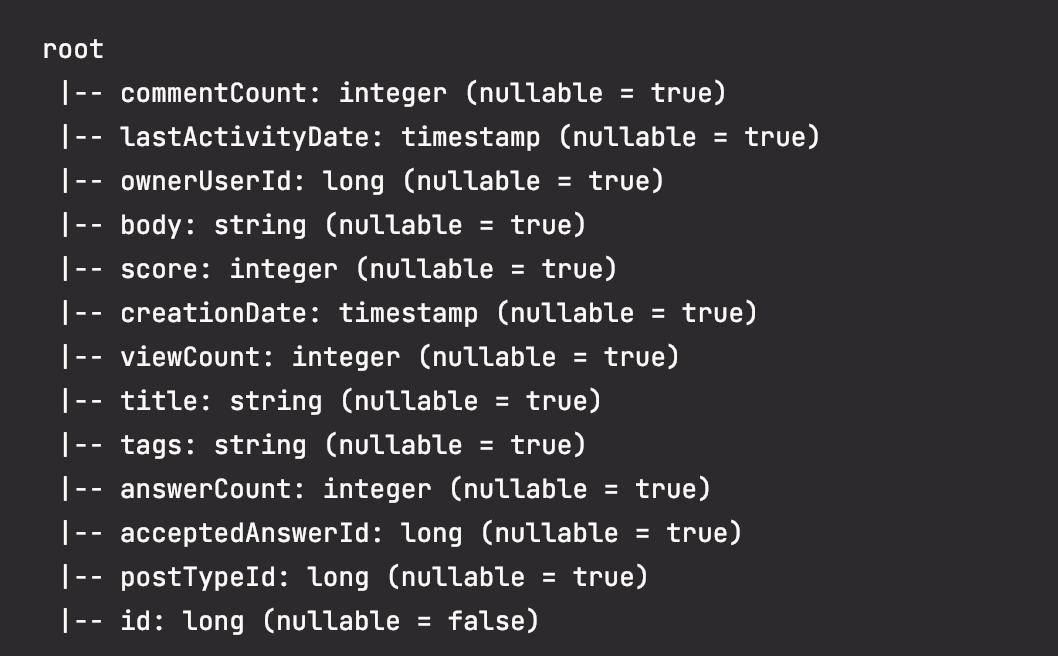 root
 |-- commentCount: integer (nullable = true)
 |-- lastActivityDate: timestamp (nullable = true)
 |-- ownerUserId: long (nullable = true)
 |-- body: string (nullable = true)
 |-- score: integer (nullable = true)
 |-- creationDate: timestamp (nullable = true)
 |-- viewCount: integer (nullable = true)
 |-- title: string (nullable = true)
 |-- tags: string (nullable = true)
 |-- answerCount: integer (nullable = true)
 |-- acceptedAnswerId: long (nullable = true)
 |-- postTypeId: long (nullable = true)
 |-- id: long (nullable = false)